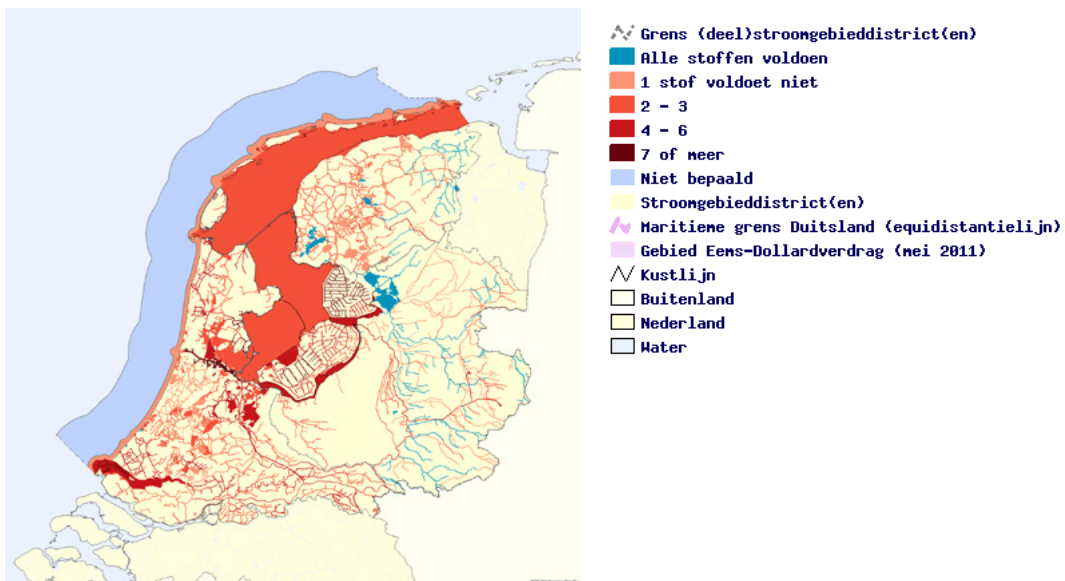 Grens (deel)stroomgebieddistrict(en)
Alle stoffen voldoen
1 stof voldoet niet
2 - 3
4 - 6
7 of meer
Niet bepaald
Stroomgebieddistrict(en)
Maritieme grens Duitsland (equidistantielijn)
Gebied Eems-Dollardverdrag (mei 2011)
Kustlijn
Buitenland
Nederland
Water